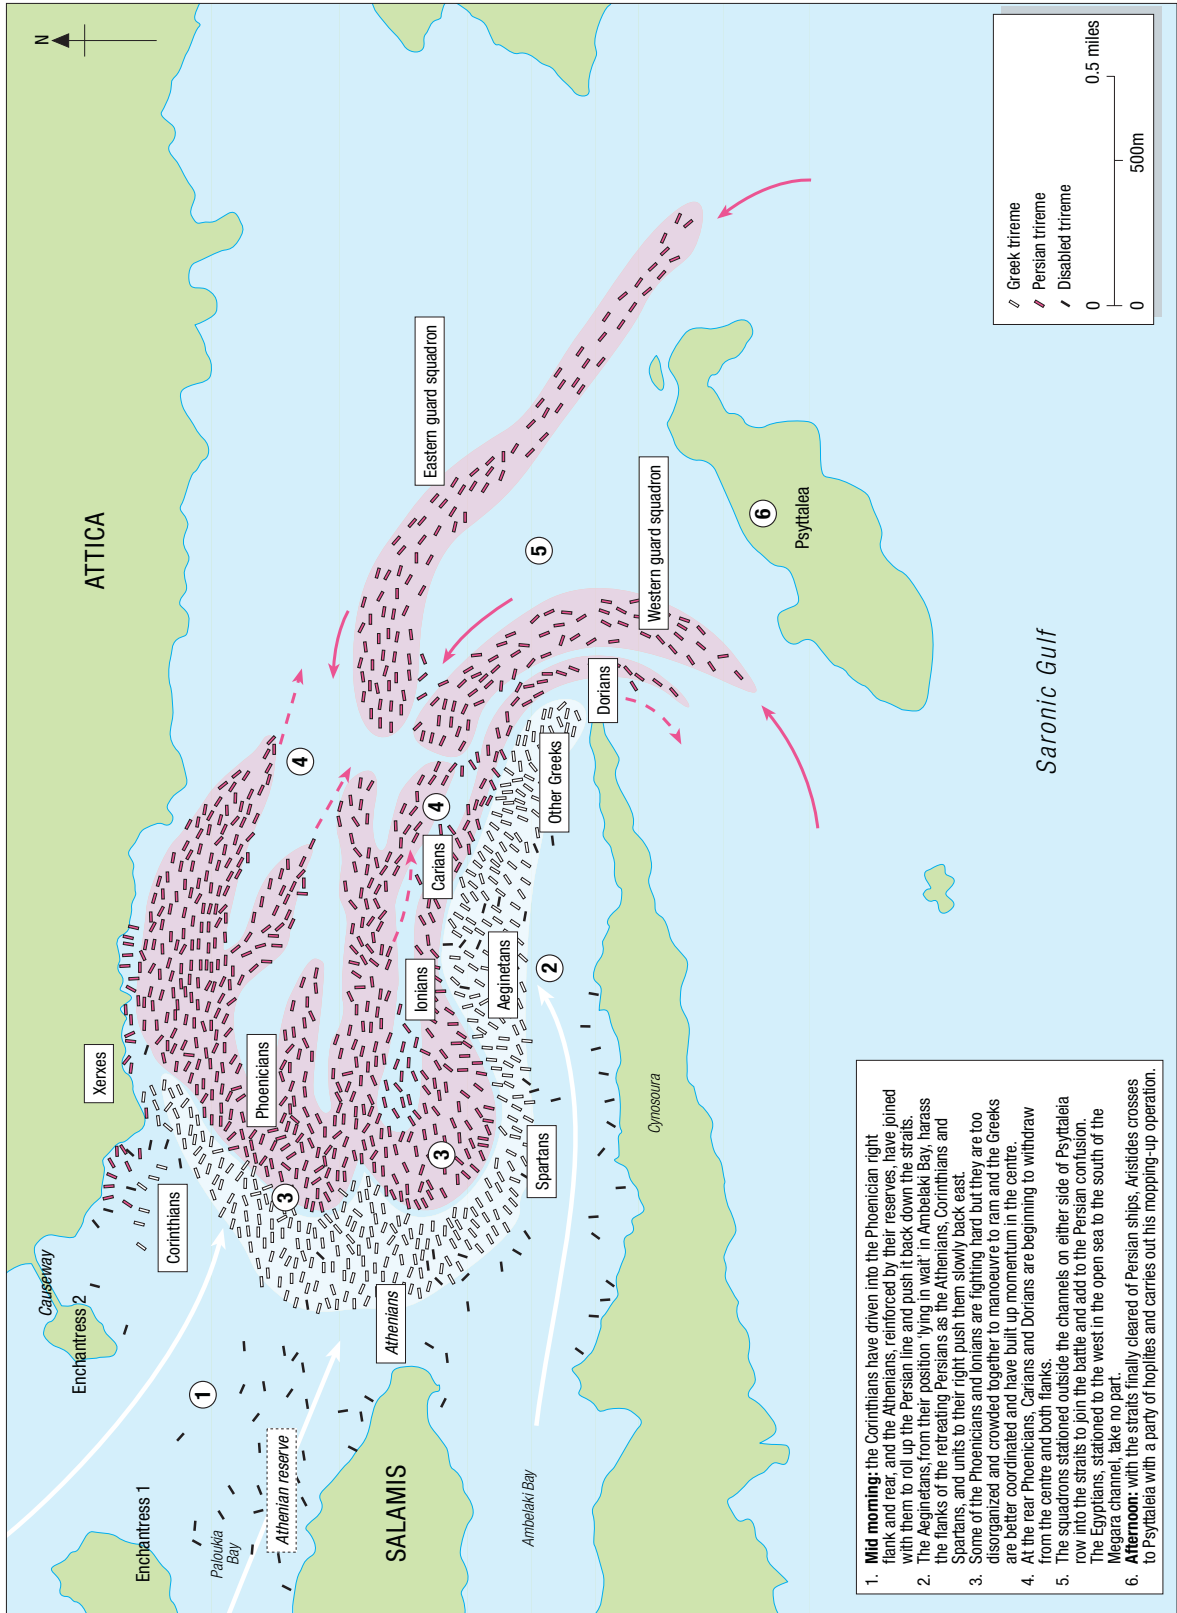 N
ATTICA
Causeway
Enchantress 2
Xerxes
Corinthians
Phoenicians
4
Eastern guard squadron
1
3
Enchantress 1
Paloukia
Bay
Athenian reserve
Athenians
3
Ionians
Carians
4
5
Western guard squadron
SALAMIS
Spartans
Aeginetans
2
Other Greeks
Dorians
6
Psyttalea
Ambelaki Bay
Cynosoura
Saronic Gulf
1. Mid morning: the Corinthians have driven into the Phoenician right
flank and rear, and the Athenians, reinforced by their reserves, have joined
with them to roll up the Persian line and push it back down the straits.
2. The Aeginetans, from their position ‘lying in wait’ in Ambelaki Bay, harass
the flanks of the retreating Persians as the Athenians, Corinthians and
Spartans, and units to their right push them slowly back east.
3. Some of the Phoenicians and Ionians are fighting hard but they are too
disorganized and crowded together to manoeuvre to ram and the Greeks
are better coordinated and have built up momentum in the centre.
4. At the rear Phoenicians, Carians and Dorians are beginning to withdraw
from the centre and both flanks.
5. The squadrons stationed outside the channels on either side of Psyttaleia
row into the straits to join the battle and add to the Persian confusion.
The Egyptians, stationed to the west in the open sea to the south of the
Megara channel, take no part.
6. Afternoon: with the straits finally cleared of Persian ships, Aristides crosses
to Psyttaleia with a party of hoplites and carries out his mopping-up operation.
Greek trireme
Persian trireme
Disabled trireme
0 0.5 miles
0 500m